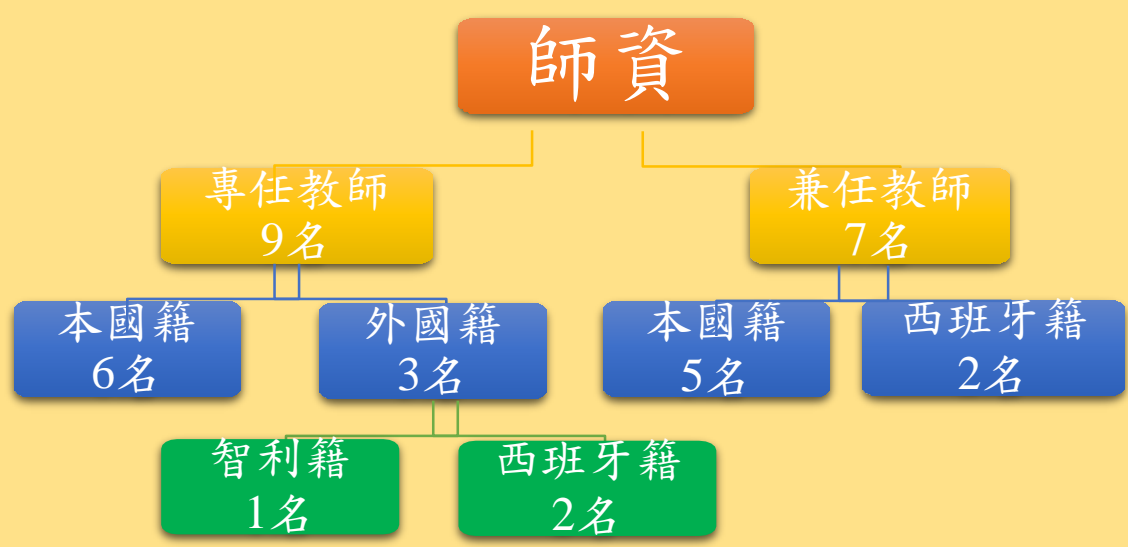 師資
專任教師
9名
兼任教師
7名
本國籍
6名
外國籍
3名
本國籍
5名
西班牙籍
2名
智利籍
1名
西班牙籍
2名